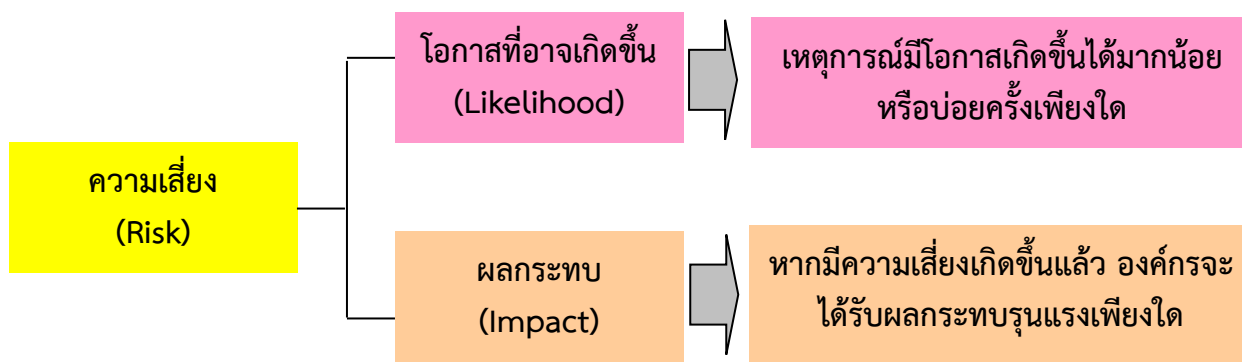 โอกาสที่อาจเกิดขึ้น
(Likelihood)
เหตุการณ์มีโอกาสเกิดขึ้นได้มากน้อย
หรือบ่อยครั้งเพียงใด
ความเสี่ยง
(Risk)
ผลกระทบ
(Impact)
หากมีความเสี่ยงเกิดขึ้นแล้ว องค์กรจะ
ได้รับผลกระทบรุนแรงเพียงใด